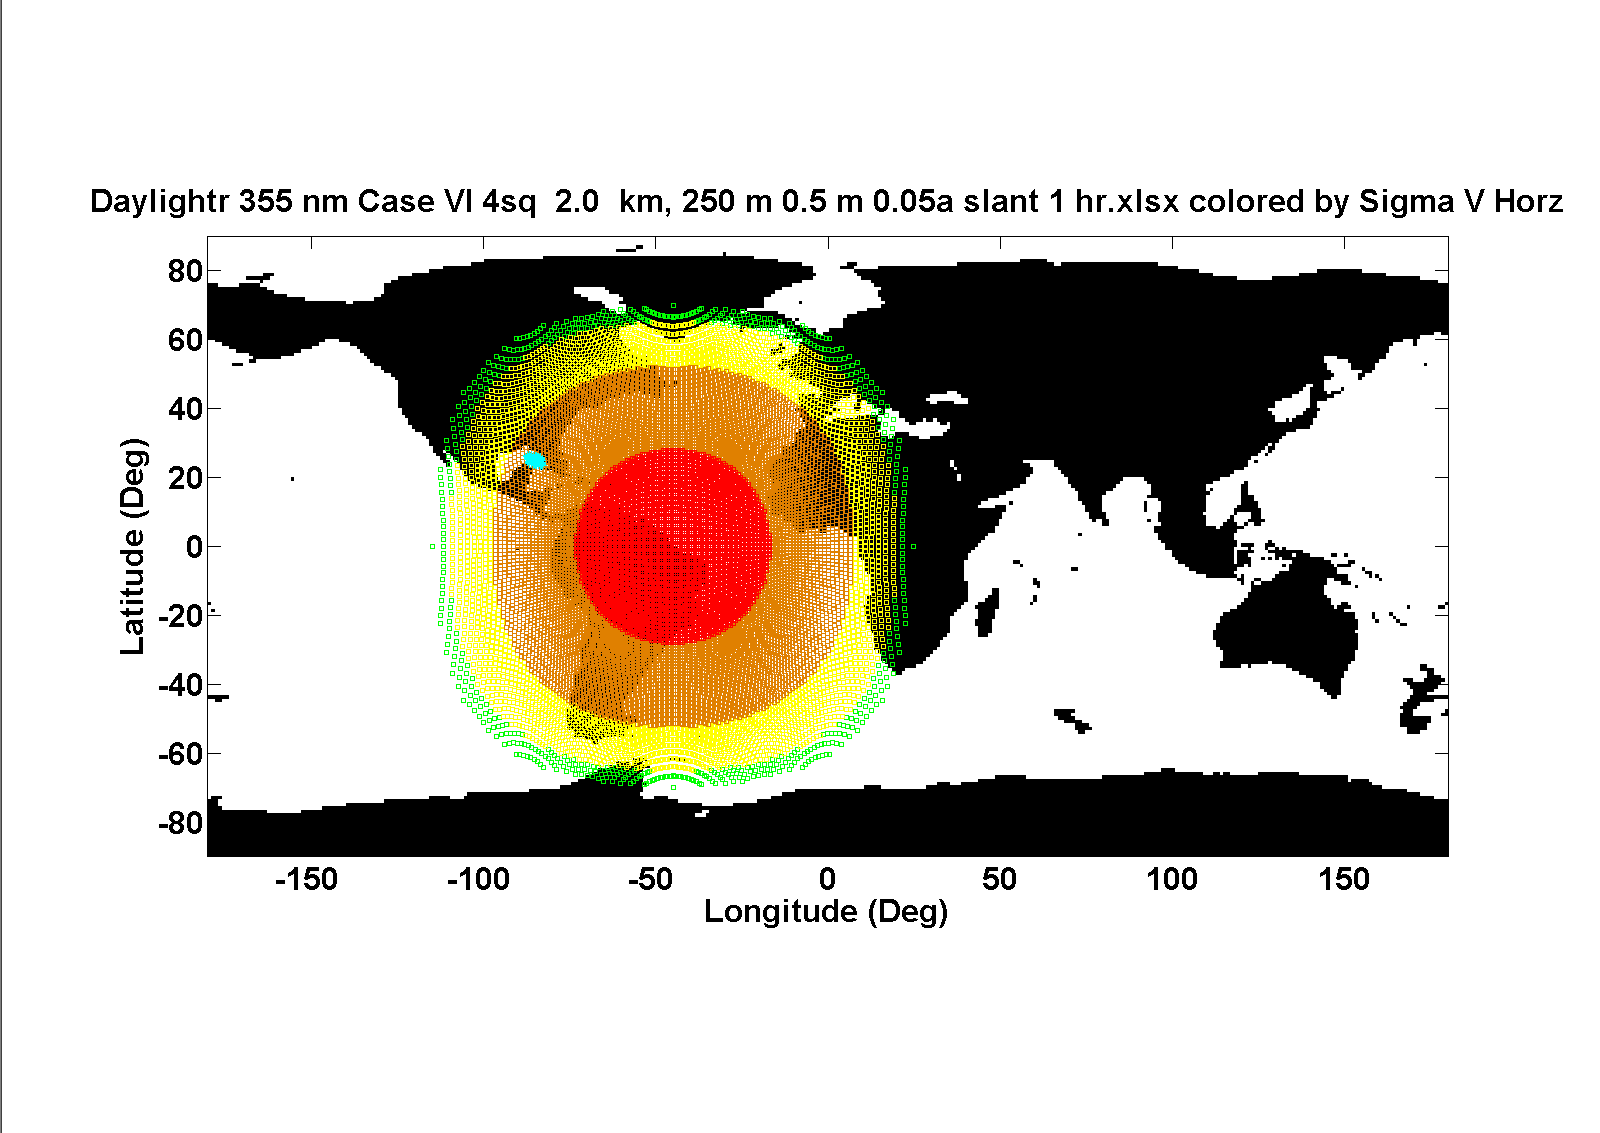 Daylightr 355 nm Case VI 4sq  2.0  km, 250 m 0.5 m 0.05a slant 1 hr.xlsx colored by Sigma V Horz
80
60
40
20
0
-20
-40
-60
-80
Latitude (Deg)
-150 -100 -50 0 50 100 150
Longitude (Deg)